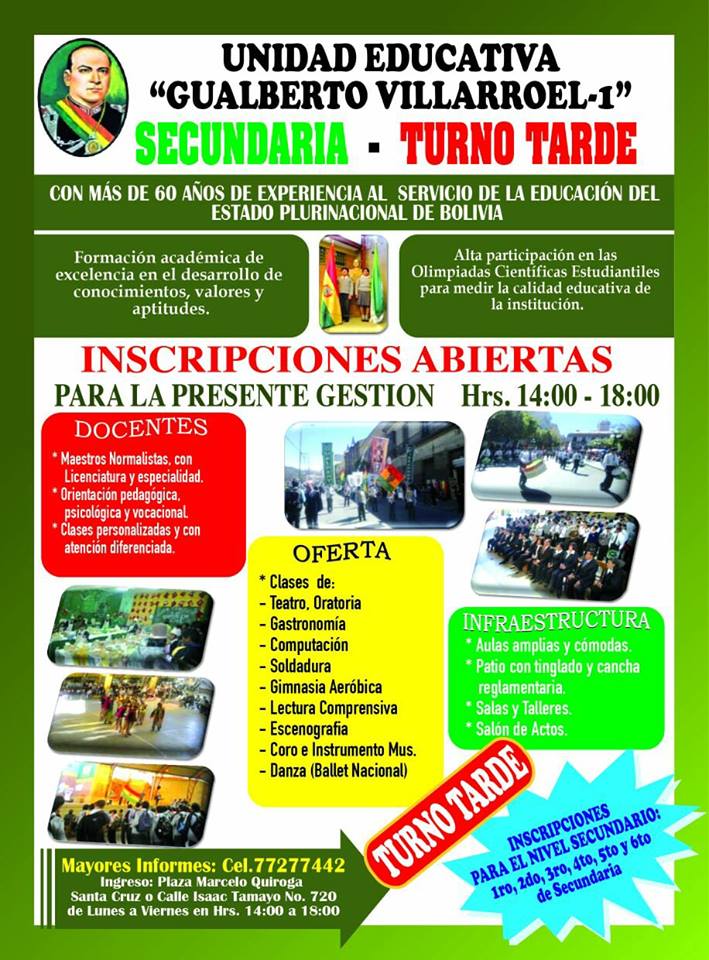 UNIDAD EDUCATIVA
“GUALBERTO VILLARROEL-1”
SECUNDARIA - TURNO TARDE
CON MÁS DE 60 AÑOS DE EXPERIENCIA AL SERVICIO DE LA EDUCACIÓN DEL
ESTADO PLURINACIONAL DE BOLIVIA
Formación académica de
excelencia en el desarrollo de
conocimientos, valores y
aptitudes.
Alta participación en las
Olimpiadas Científicas Estudiantiles
para medir la calidad educativa de
la institución.
INSCRIPCIONES ABIERTAS
PARA LA PRESENTE GESTION Hrs. 14:00 - 18:00
DOCENTES
* Maestros Normalistas, con
Licenciatura y especialidad.
* Orientación pedagógica,
psicológica y vocacional.
* Clases personalizadas y con
atención diferenciada.
OFERTA
* Clases de:
- Teatro, Oratoria
- Gastronomía
- Computación
- Soldadura
- Gimnasia Aeróbica
- Lectura Comprensiva
- Escenografia
- Coro e Instrumento Mus.
- Danza (Ballet Nacional)
INFRAESTRUCTURA
* Aulas amplias y cómodas.
* Patio con tinglado y cancha
reglamentaria.
* Salas y Talleres.
* Salón de Actos.
TURNO TARDE
INSCRIPCIONES
PARA EL NIVEL SECUNDARIO:
1ro, 2do, 3ro, 4to, 5to y 6to
de Secundaria
Mayores Informes: Cel.77277442
Ingreso: Plaza Marcelo Quiroga
Santa Cruz o Calle Isaac Tamayo No. 720
de Lunes a Viernes en Hrs. 14:00 a 18:00